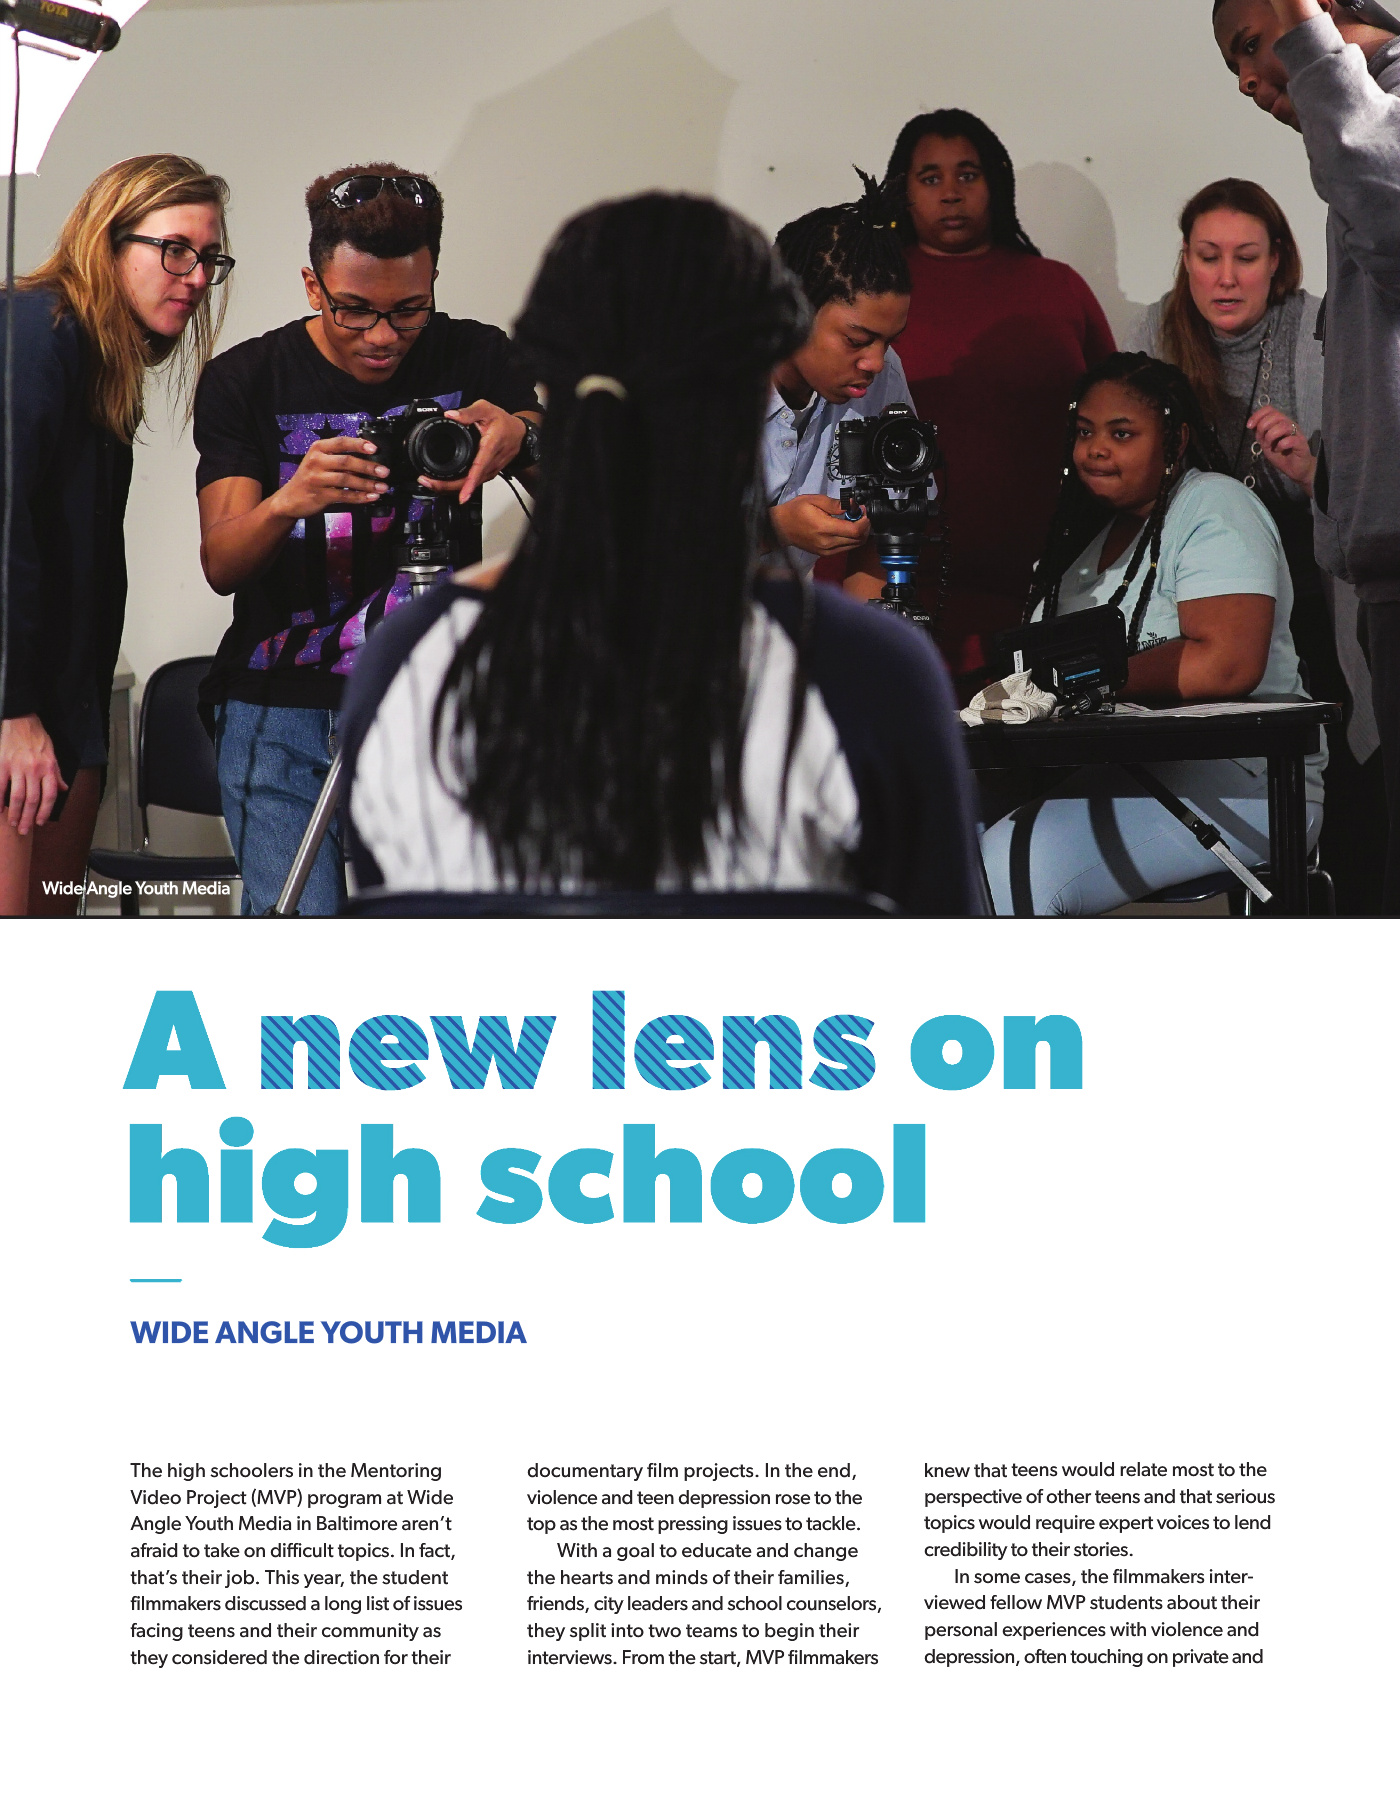 TOTA
SONY
SONY
Wide Angle Youth Media
A new lens on
high school
WIDE ANGLE YOUTH MEDIA
The high schoolers in the Mentoring
Video Project (MVP) program at Wide
Angle Youth Media in Baltimore aren’t
afraid to take on difficult topics. In fact,
that’s their job. This year, the student
filmmakers discussed a long list of issues
facing teens and their community as
they considered the direction for their
documentary film projects. In the end,
violence and teen depression rose to the
top as the most pressing issues to tackle.
With a goal to educate and change
the hearts and minds of their families,
friends, city leaders and school counselors,
they split into two teams to begin their
interviews. From the start, MVP filmmakers
knew that teens would relate most to the
perspective of other teens and that serious
topics would require expert voices to lend
credibility to their stories.
In some cases, the filmmakers inter-
viewed fellow MVP students about their
personal experiences with violence and
depression, often touching on private and